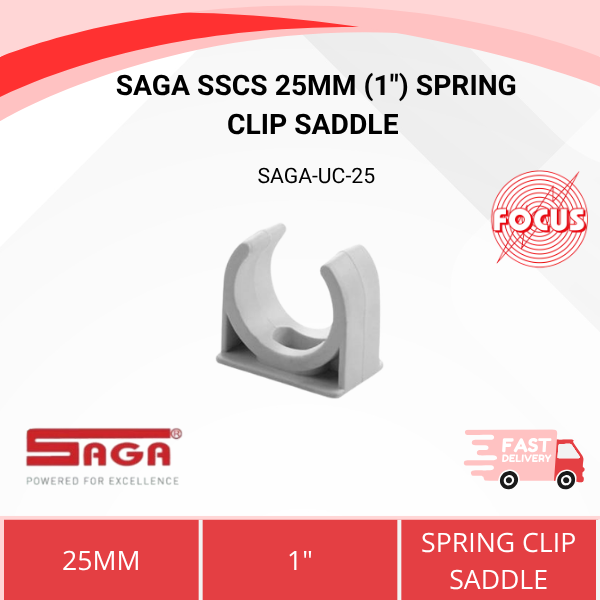 SAGA SSCS 25MM (1") SPRING
CLIP SADDLE
SAGA-UC-25
FOCUS
SAGA®
POWERED FOR EXCELLENCE
FAST
DELIVERY
25MM
1"
SPRING CLIP
SADDLE